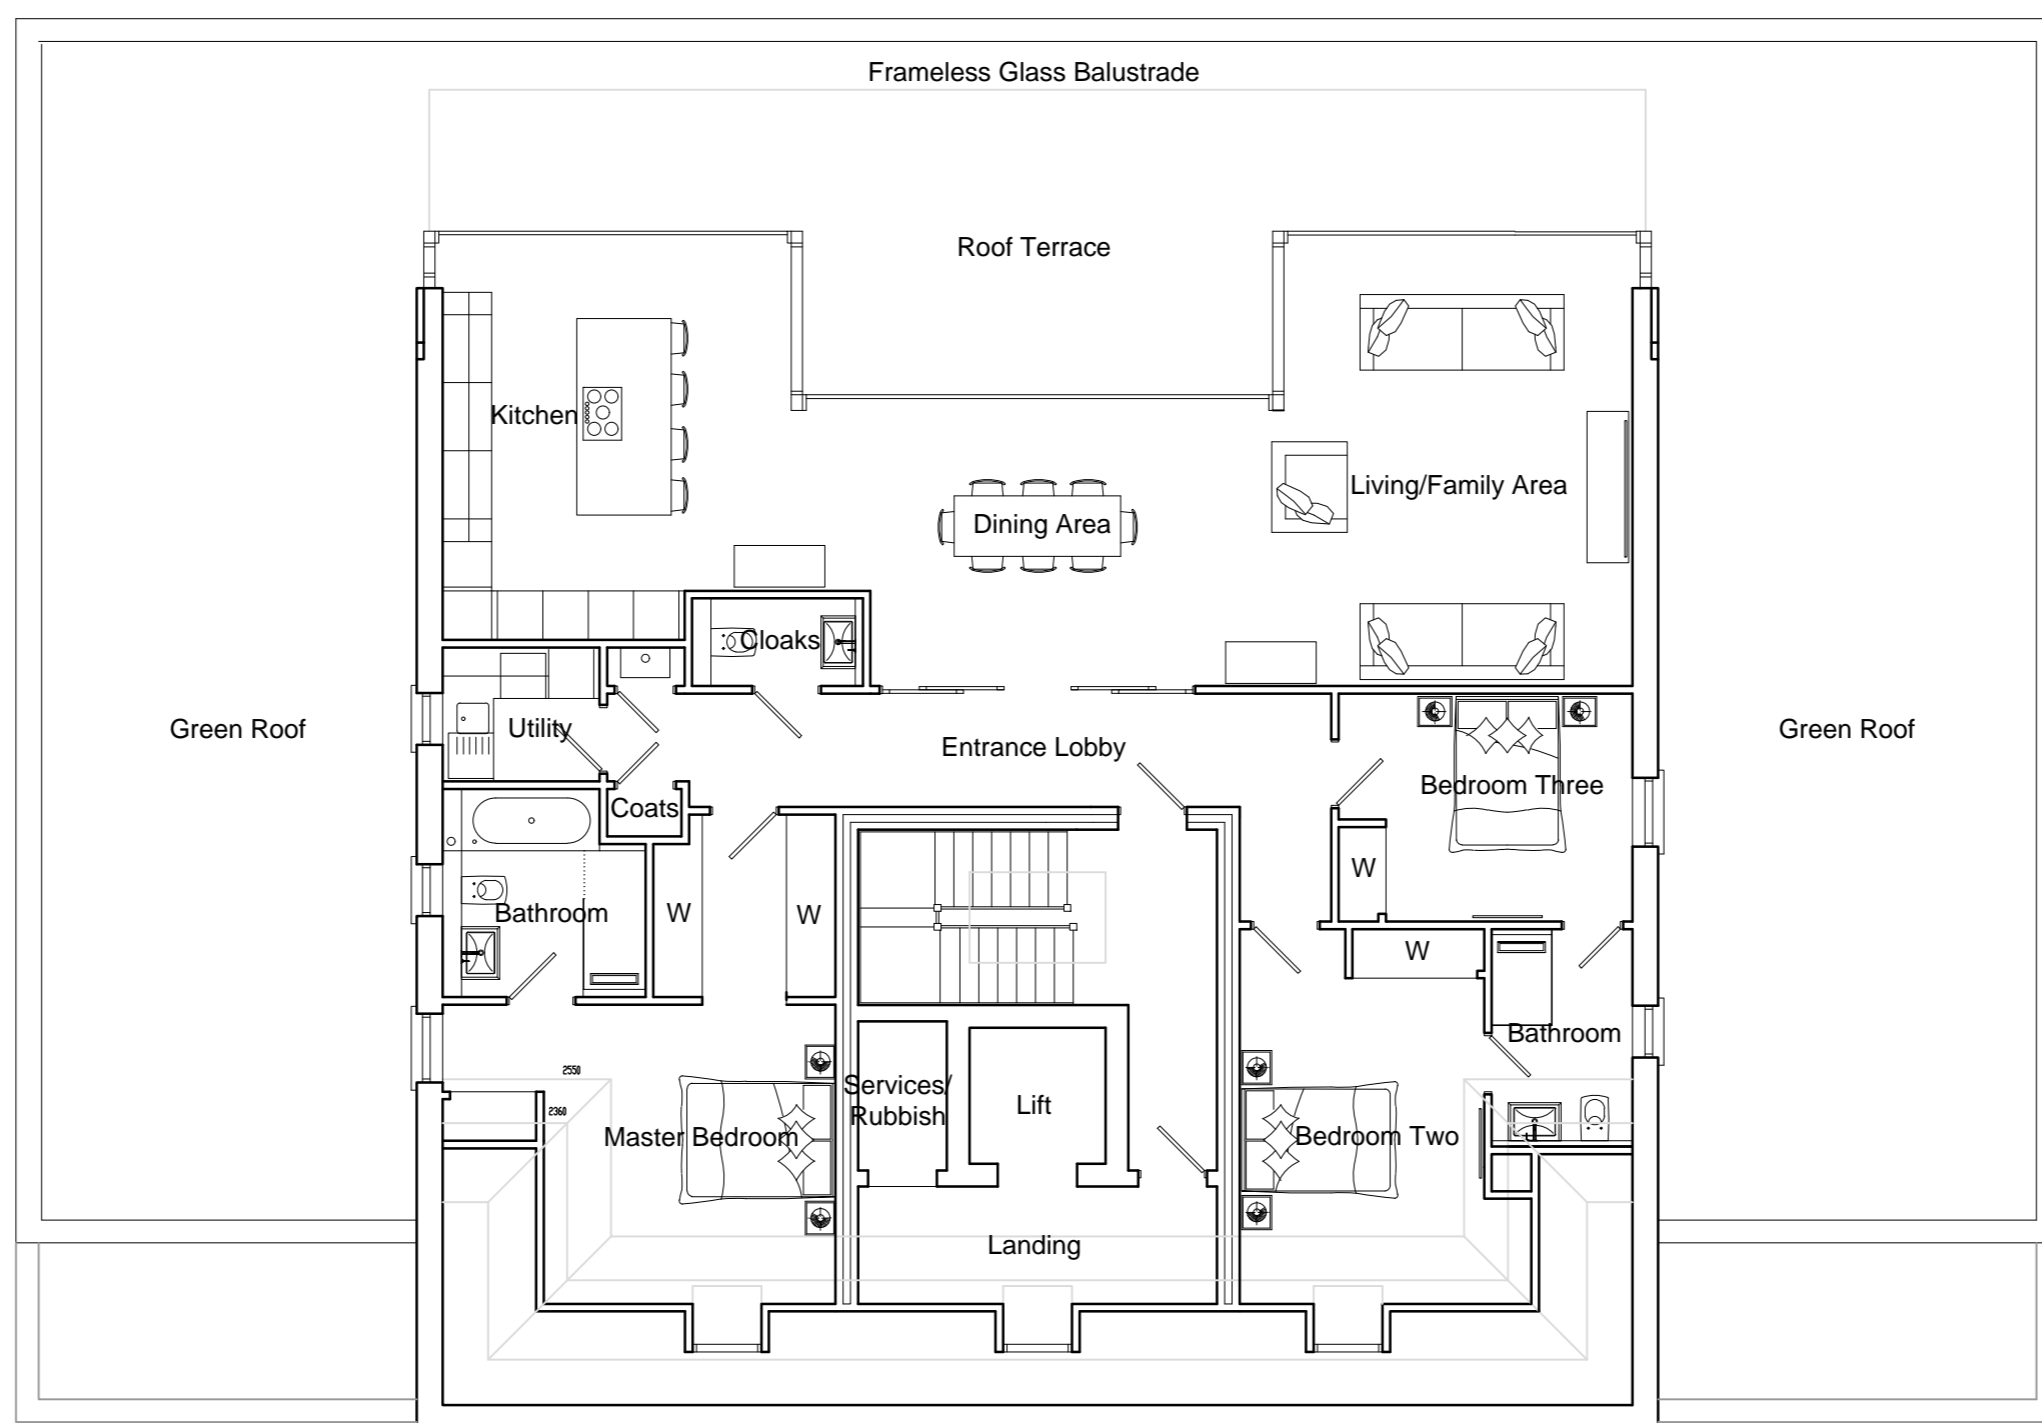 Frameless Glass Balustrade
Roof Terrace
Kitchen
Living/Family Area
Dining Area
Cloaks
Green Roof
Utility
Entrance Lobby
Green Roof
Bedroom Three
Coats
W
W
W
Bathroom
W
Bathroom
2550
2360
Services/
Rubbish
Lift
Master Bedroom
Bedroom Two
Landing